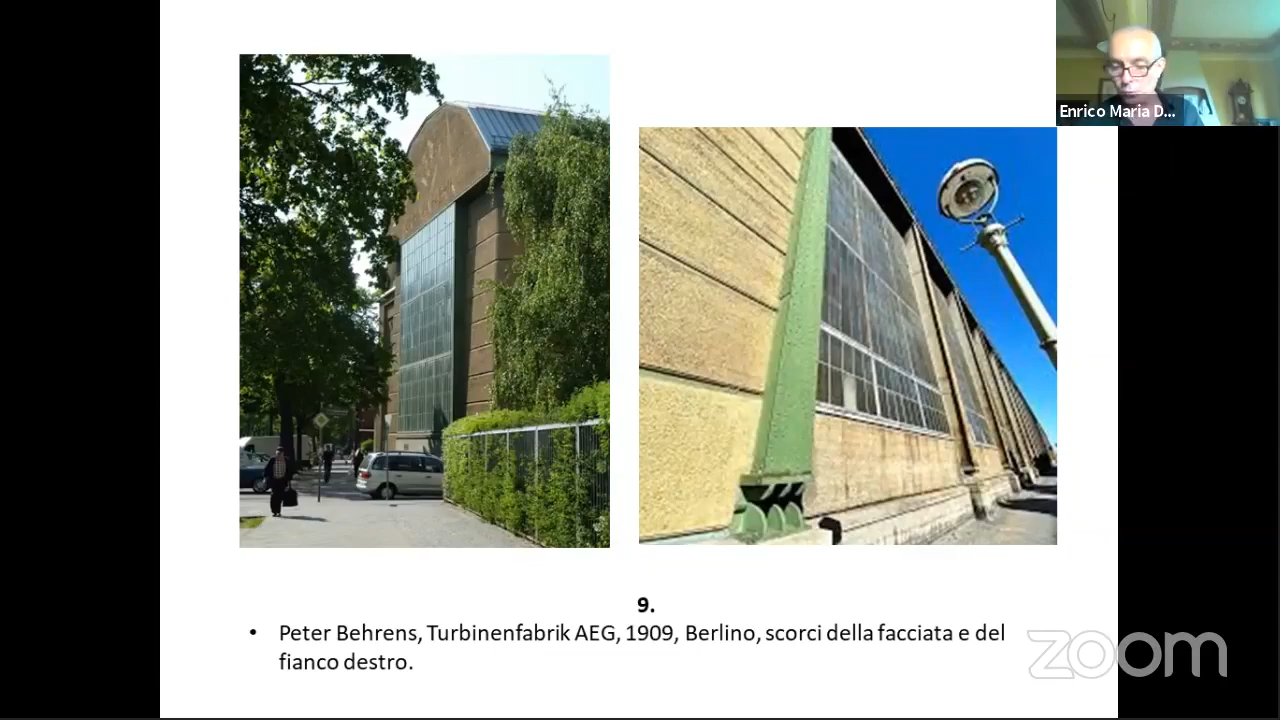 Enrico Maria D...
9.
• Peter Behrens, Turbinenfabrik AEG, 1909, Berlino, scorci della facciata e del
fianco destro.
zoom